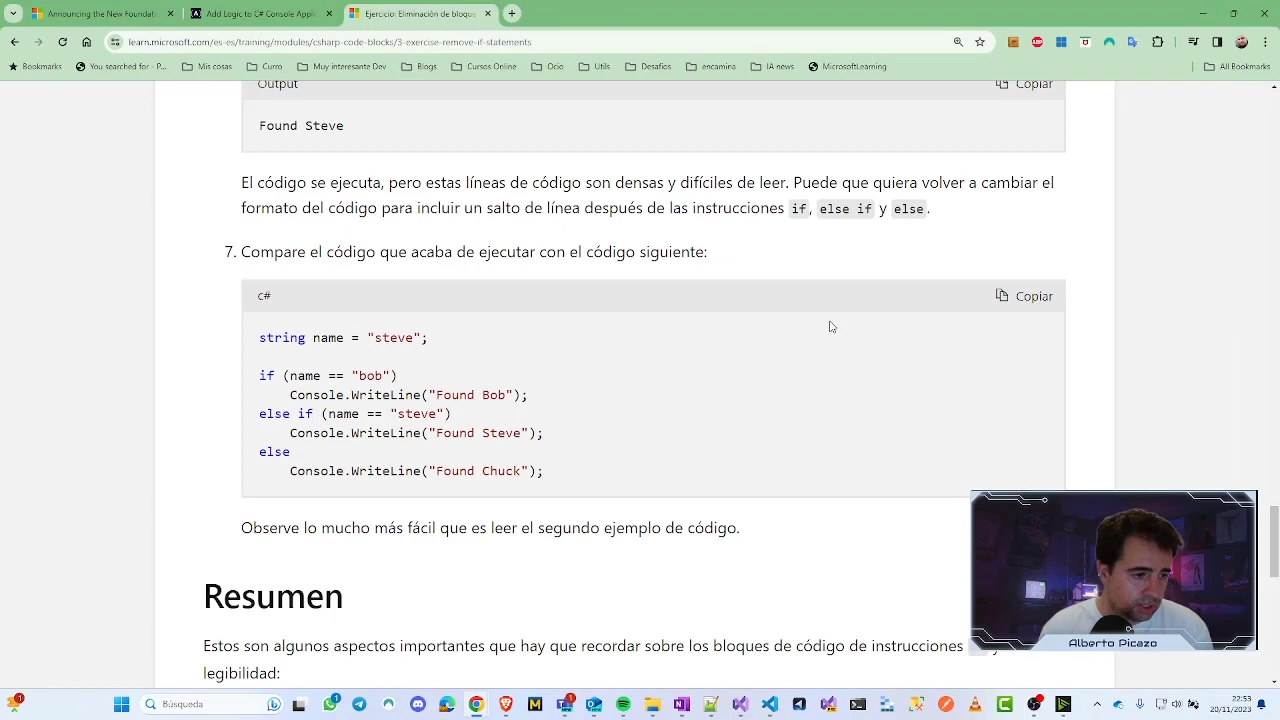 Announcing the New Foundati
Add Logic to C# Console Applic
Ejercicio: Eliminación de bloque
learn.microsoft.com/es-es/training/modules/csharp-code-blocks/3-exercise-remove-if-statements
Bookmarks
You searched for - P...
Mis cosas
Curro
Muy interesante Dev
Blogs
Cursos Online
Ocio
Utils
Desafios
encamina
IA news
MicrosoftLearning
All Bookmarks
Output
Copiar
Found Steve
El código se ejecuta, pero estas líneas de código son densas y difíciles de leer. Puede que quiera volver a cambiar el
formato del código para incluir un salto de línea después de las instrucciones if, else if y else.
7. Compare el código que acaba de ejecutar con el código siguiente:
C#
Copiar
string name = "steve";
if (name == "bob")
    Console.WriteLine("Found Bob");
else if (name == "steve")
    Console.WriteLine("Found Steve");
else
    Console.WriteLine("Found Chuck");
Observe lo mucho más fácil que es leer el segundo ejemplo de código.
Resumen
Estos son algunos aspectos importantes que hay que recordar sobre los bloques de código de instrucciones
legibilidad:
Alberto Picazo
Búsqueda
22:53
20/11/2023